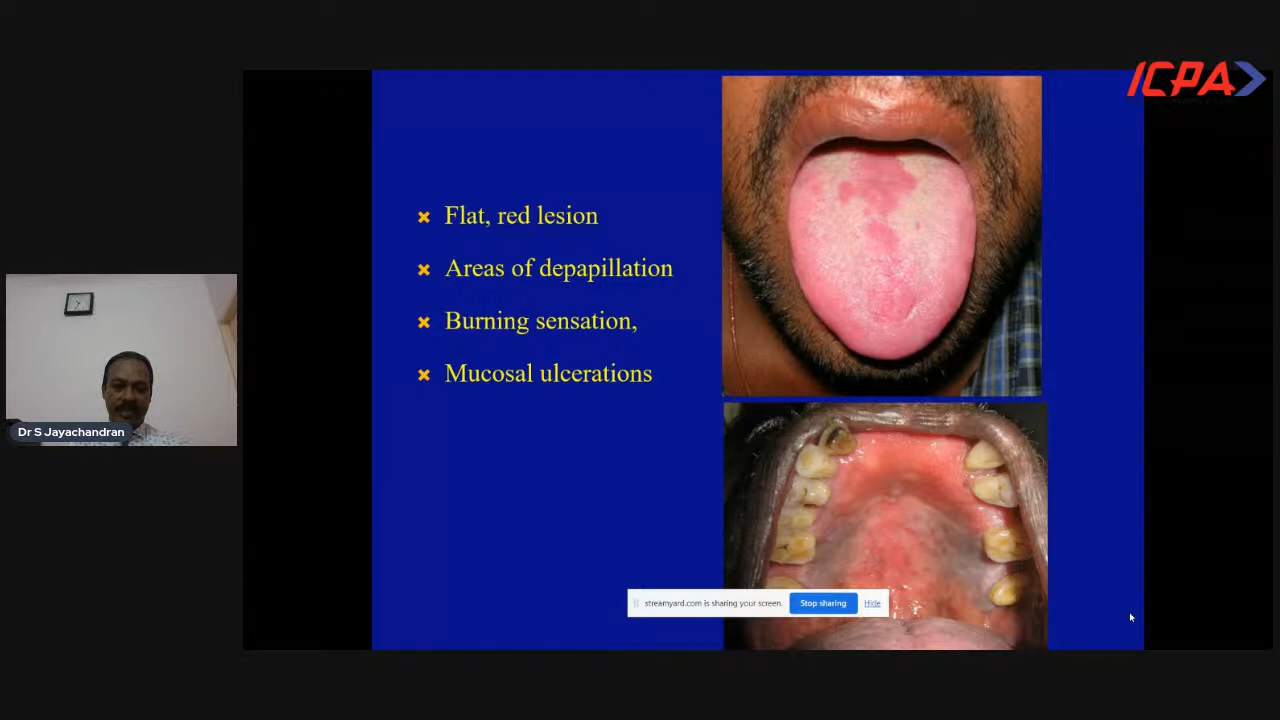 ICPA
Flat, red lesion
Areas of depapillation
Burning sensation,
Mucosal ulcerations
Dr S Jayachandran
streamyard.com is sharing your screen.
Stop sharing
Hide